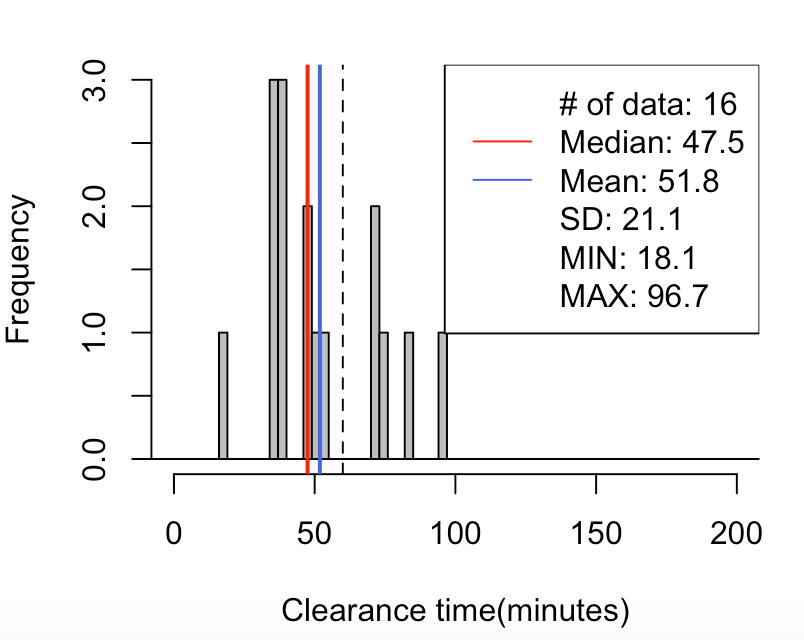 # of data: 16
Median: 47.5
Mean: 51.8
SD: 21.1
MIN: 18.1
MAX: 96.7
Frequency
3.0
2.0
1.0
0.0
0 50 100 150 200
Clearance time(minutes)